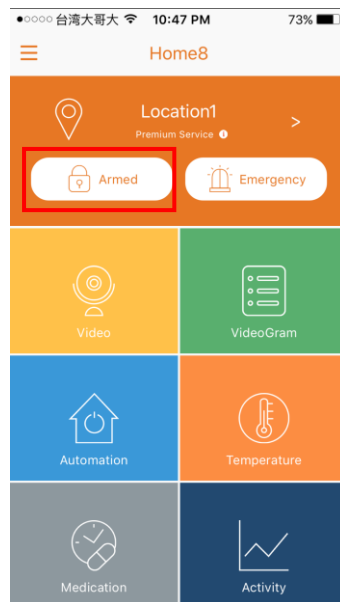 台湾大哥大 10:47 PM 73%
Home8
Location1 >
Premium Service i
Armed Emergency
Video VideoGram
Automation Temperature
Medication Activity